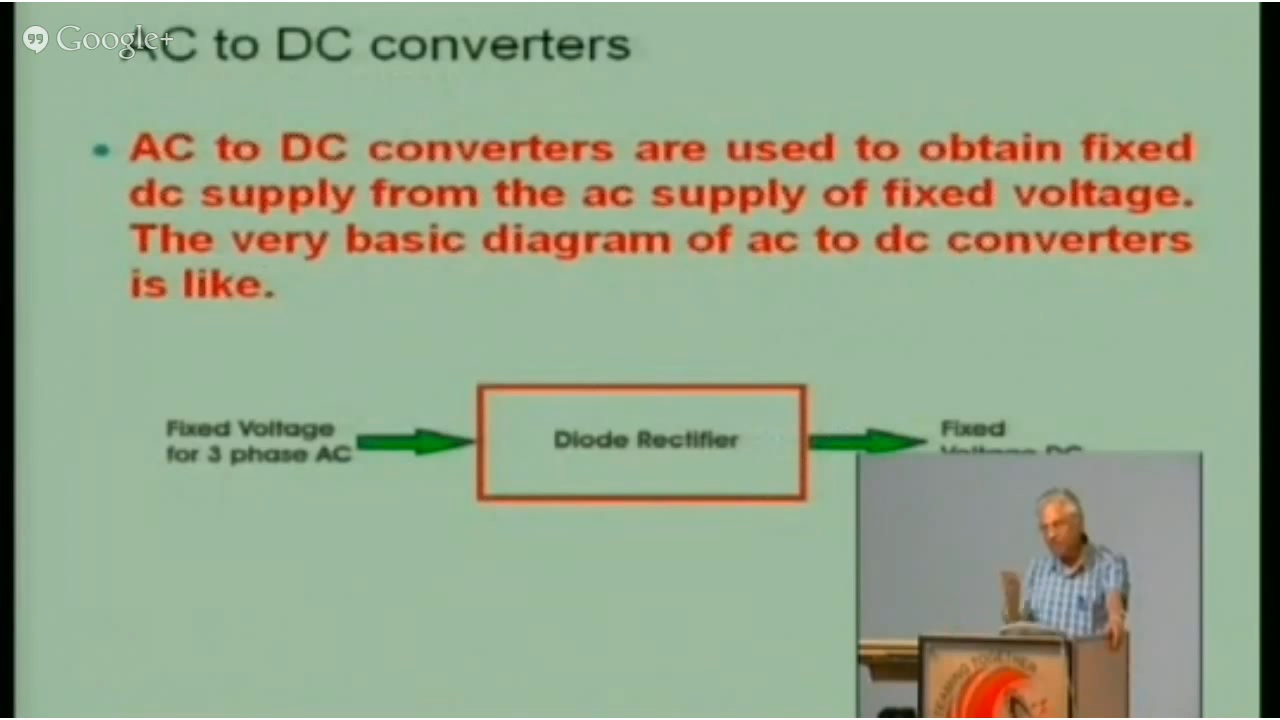 Google+
AC to DC converters
• AC to DC converters are used to obtain fixed
dc supply from the ac supply of fixed voltage.
The very basic diagram of ac to dc converters
is like.
Fixed Voltage
for 3 phase AC
Diode Rectifier
Fixed
Voltage DC
LEARNING TOGETHER